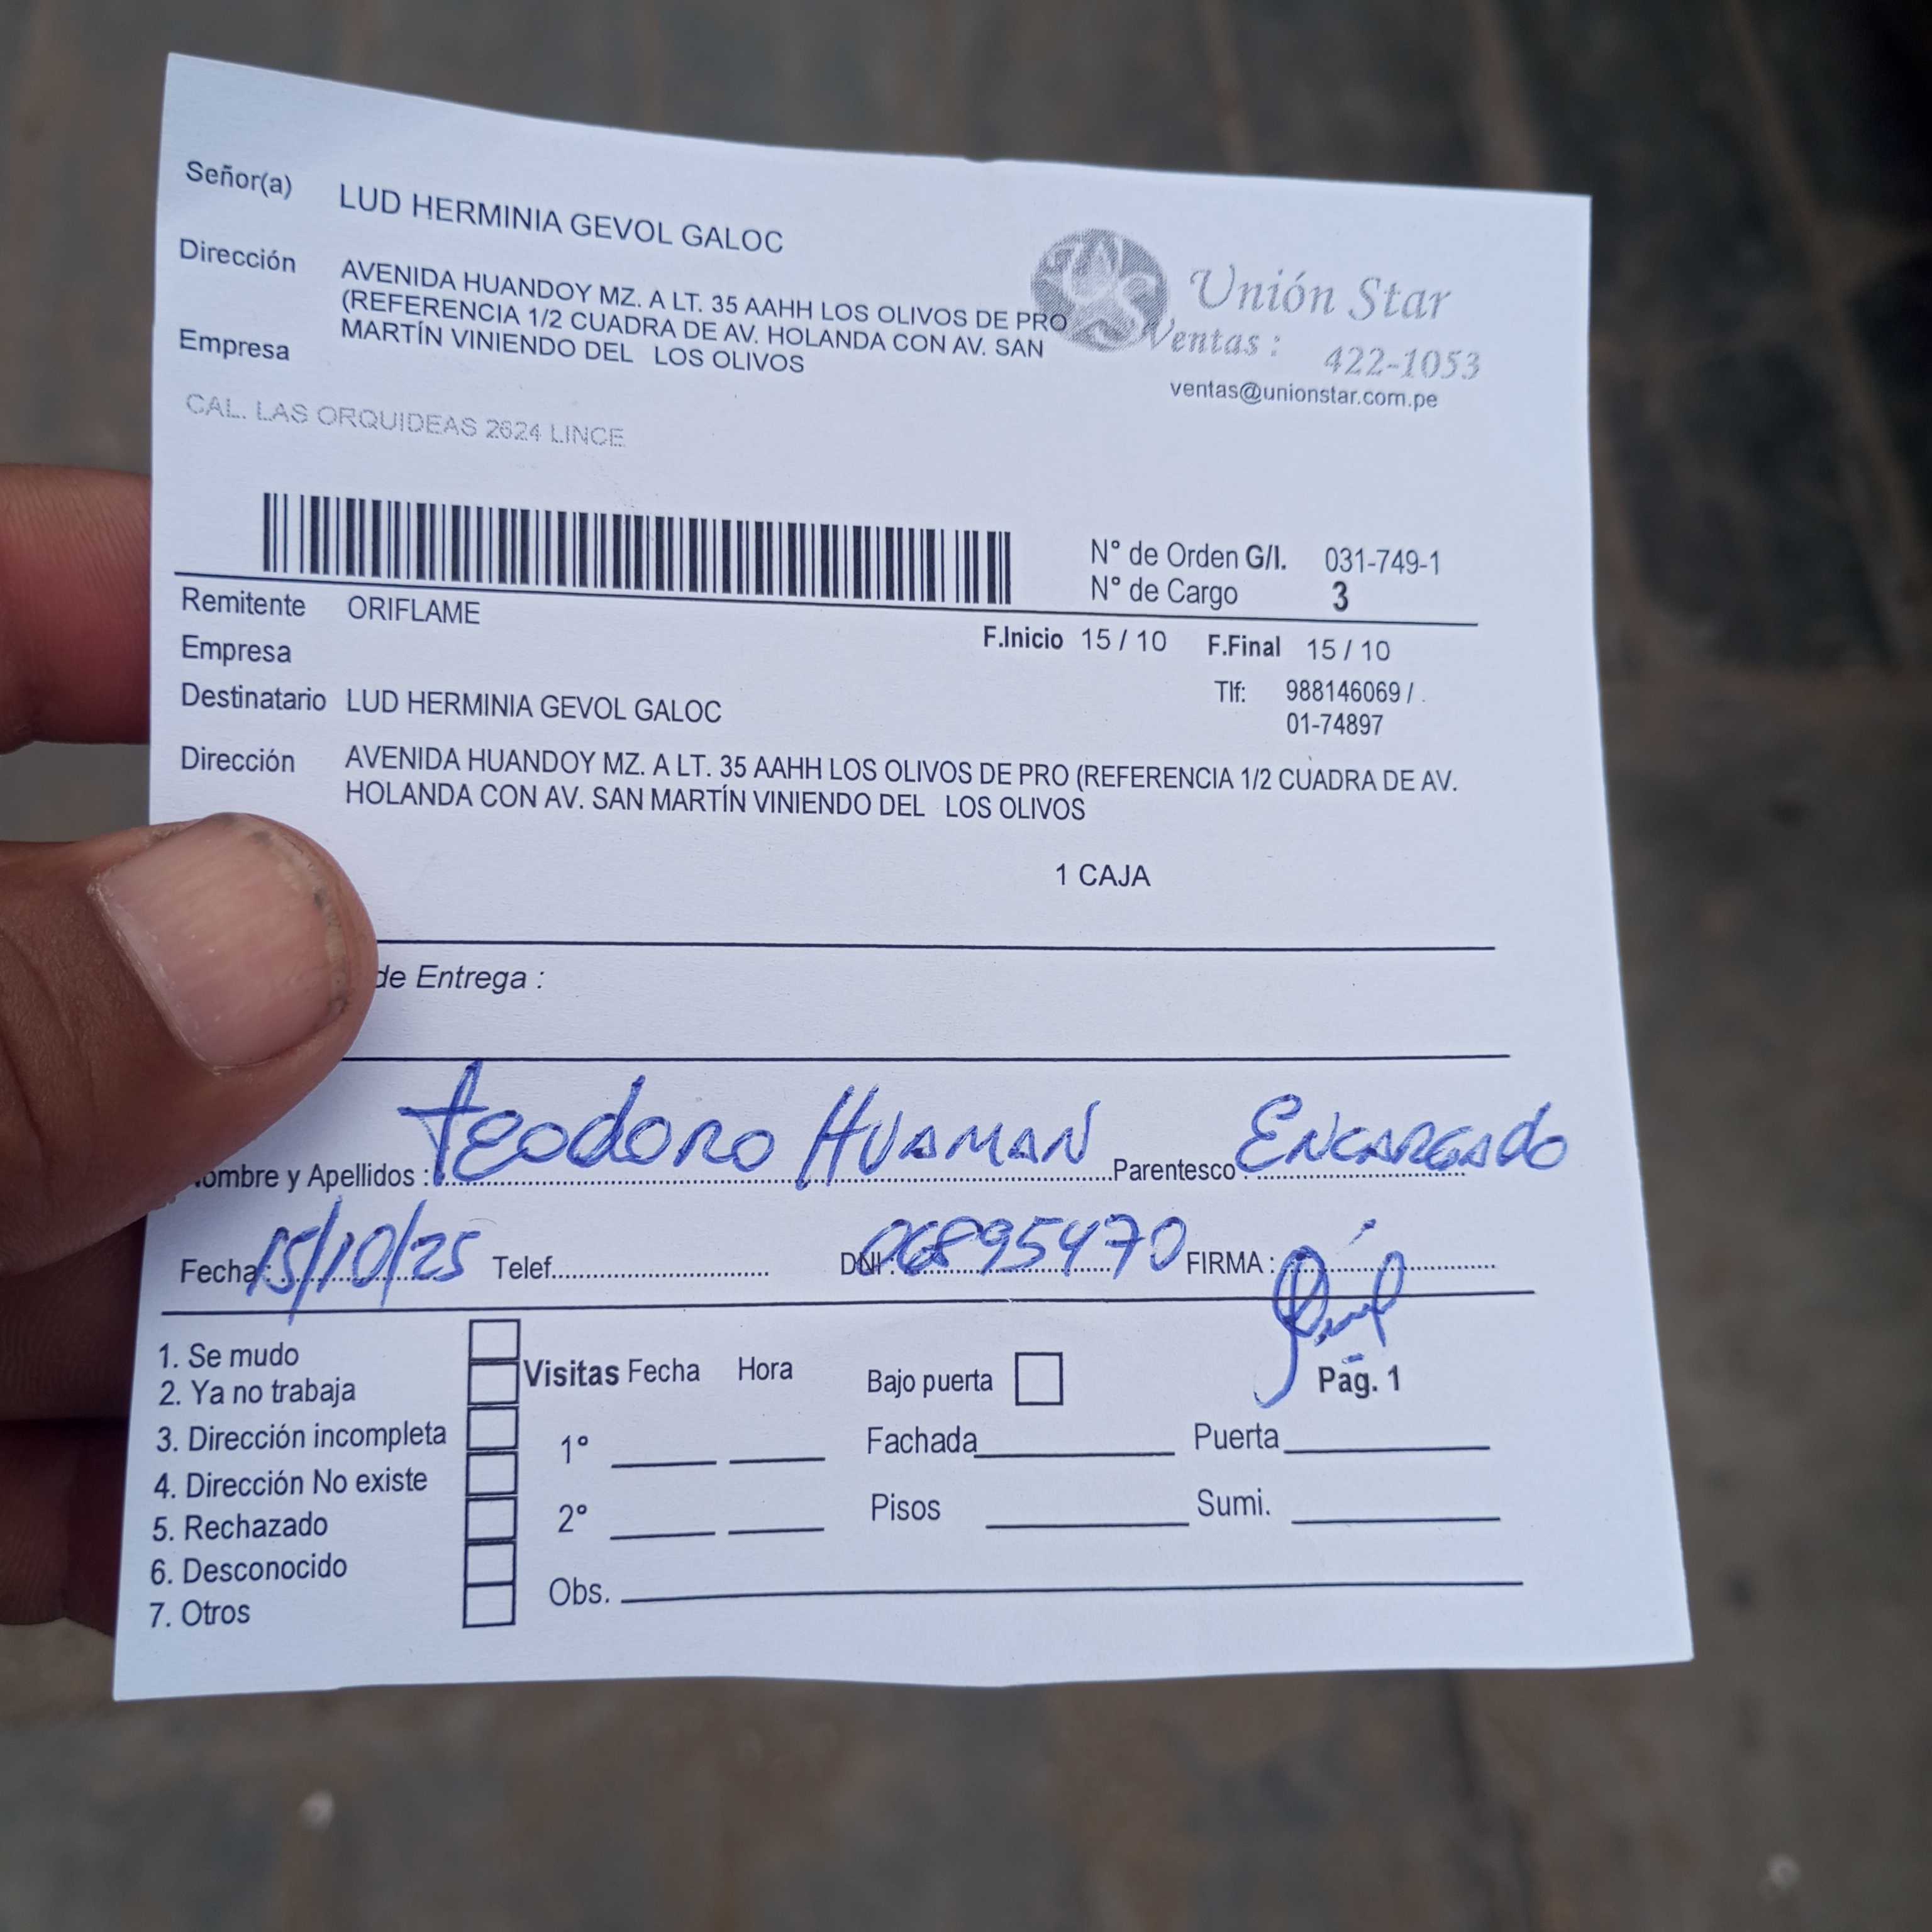 Señor(a) LUD HERMINIA GEVOL GALOC
Dirección AVENIDA HUANDOY MZ. A LT. 35 AAHH LOS OLIVOS DE PRO
(REFERENCIA 1/2 CUADRA DE AV. HOLANDA CON AV. SAN
MARTÍN VINIENDO DEL LOS OLIVOS
Empresa
Unión Star
Ventas : 422-1053
ventas@unionstar.com.pe
CAL. LAS ORQUIDEAS 2624 LINCE
N° de Orden G/I. 031-749-1
N° de Cargo 3
Remitente ORIFLAME
F.Inicio 15 / 10 F.Final 15 / 10
Empresa
Tlf: 988146069 / .
01-74897
Destinatario LUD HERMINIA GEVOL GALOC
Dirección AVENIDA HUANDOY MZ. A LT. 35 AAHH LOS OLIVOS DE PRO (REFERENCIA 1/2 CUADRA DE AV.
HOLANDA CON AV. SAN MARTÍN VINIENDO DEL LOS OLIVOS
1 CAJA
de Entrega :
ombre y Apellidos : Teodoro HUAMAN Parentesco : ENCARGADO
Fecha : 15/10/25 Telef. DNI : 06895470 FIRMA :
1. Se mudo
2. Ya no trabaja
3. Dirección incompleta
4. Dirección No existe
5. Rechazado
6. Desconocido
7. Otros
Visitas Fecha Hora
1°
2°
Obs.
Bajo puerta
Pág. 1
Fachada Puerta
Pisos Sumi.